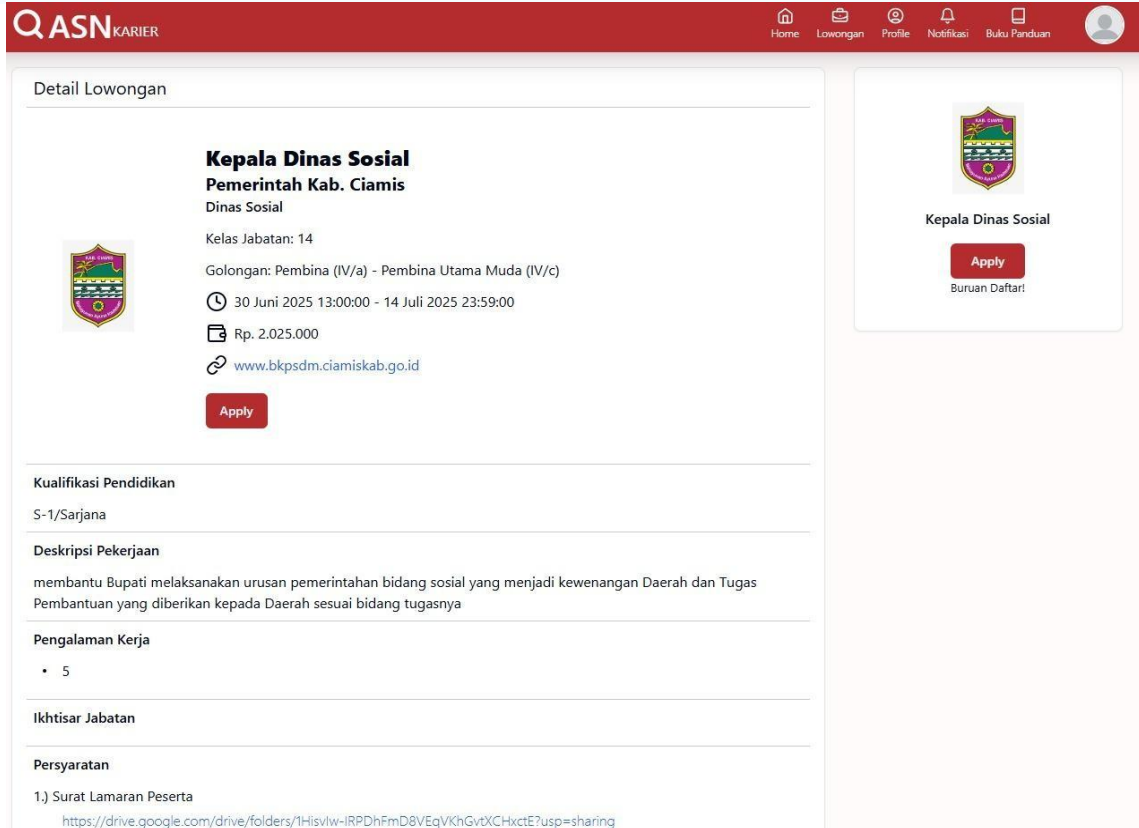 ASN KARIER
Home Lowongan Profile Notifikasi Buku Panduan
Detail Lowongan
KAB. CIAMIS
Kepala Dinas Sosial
Pemerintah Kab. Ciamis
Dinas Sosial
Kelas Jabatan: 14
Golongan: Pembina (IV/a) - Pembina Utama Muda (IV/c)
30 Juni 2025 13:00:00 - 14 Juli 2025 23:59:00
Rp. 2.025.000
www.bkpsdm.ciamiskab.go.id
Apply
Kualifikasi Pendidikan
S-1/Sarjana
Deskripsi Pekerjaan
membantu Bupati melaksanakan urusan pemerintahan bidang sosial yang menjadi kewenangan Daerah dan Tugas
Pembantuan yang diberikan kepada Daerah sesuai bidang tugasnya
Pengalaman Kerja
• 5
Ikhtisar Jabatan
Persyaratan
1.) Surat Lamaran Peserta
https://drive.google.com/drive/folders/1HisvIw-IRPDhFmD8VEqVKhGvtXCHxctE?usp=sharing
KAB. CIAMIS
Kepala Dinas Sosial
Apply
Buruan Daftar!